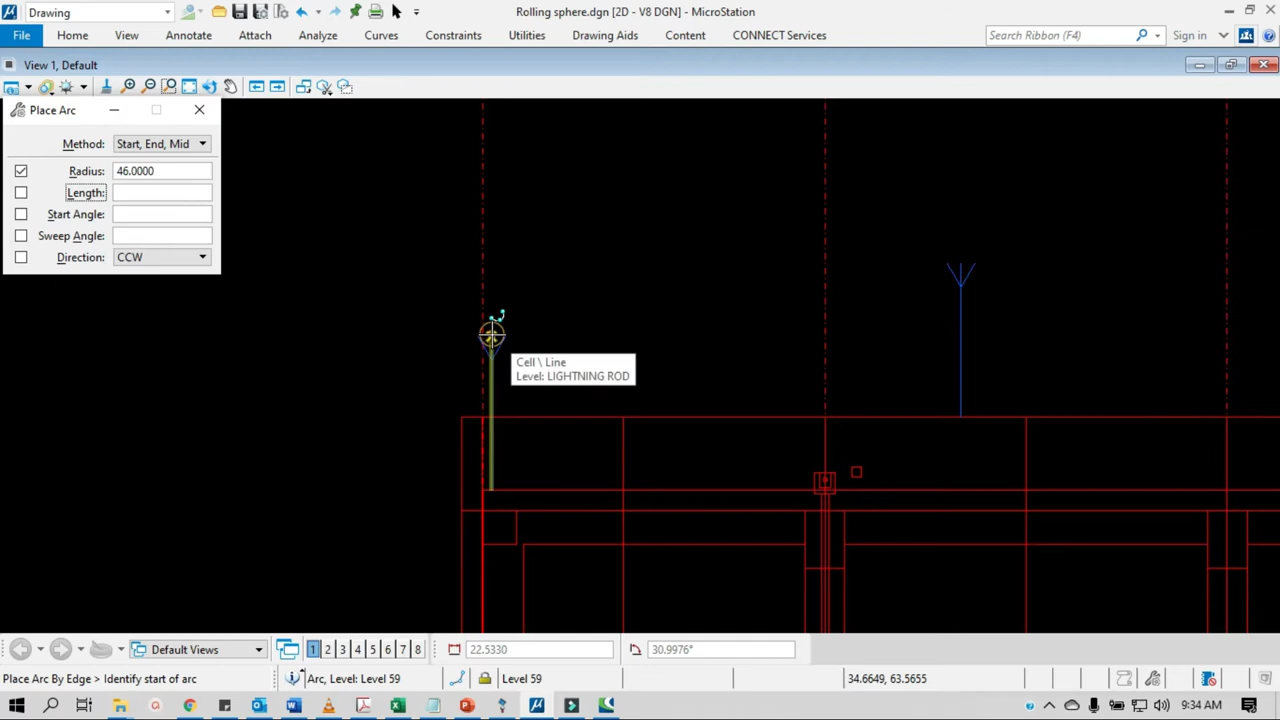 Drawing
Rolling sphere.dgn [2D - V8 DGN] - MicroStation
File Home View Annotate Attach Analyze Curves Constraints Utilities Drawing Aids Content CONNECT Services Search Ribbon (F4) Sign in
View 1, Default
Place Arc
Method: Start, End, Mid
Radius: 46.0000
Length:
Start Angle:
Sweep Angle:
Direction: CCW
Cell \ Line
Level: LIGHTNING ROD
Default Views 1 2 3 4 5 6 7 8 22.5330 30.9976°
Place Arc By Edge > Identify start of arc Arc, Level: Level 59 Level 59 34.6649, 63.5655
9:34 AM